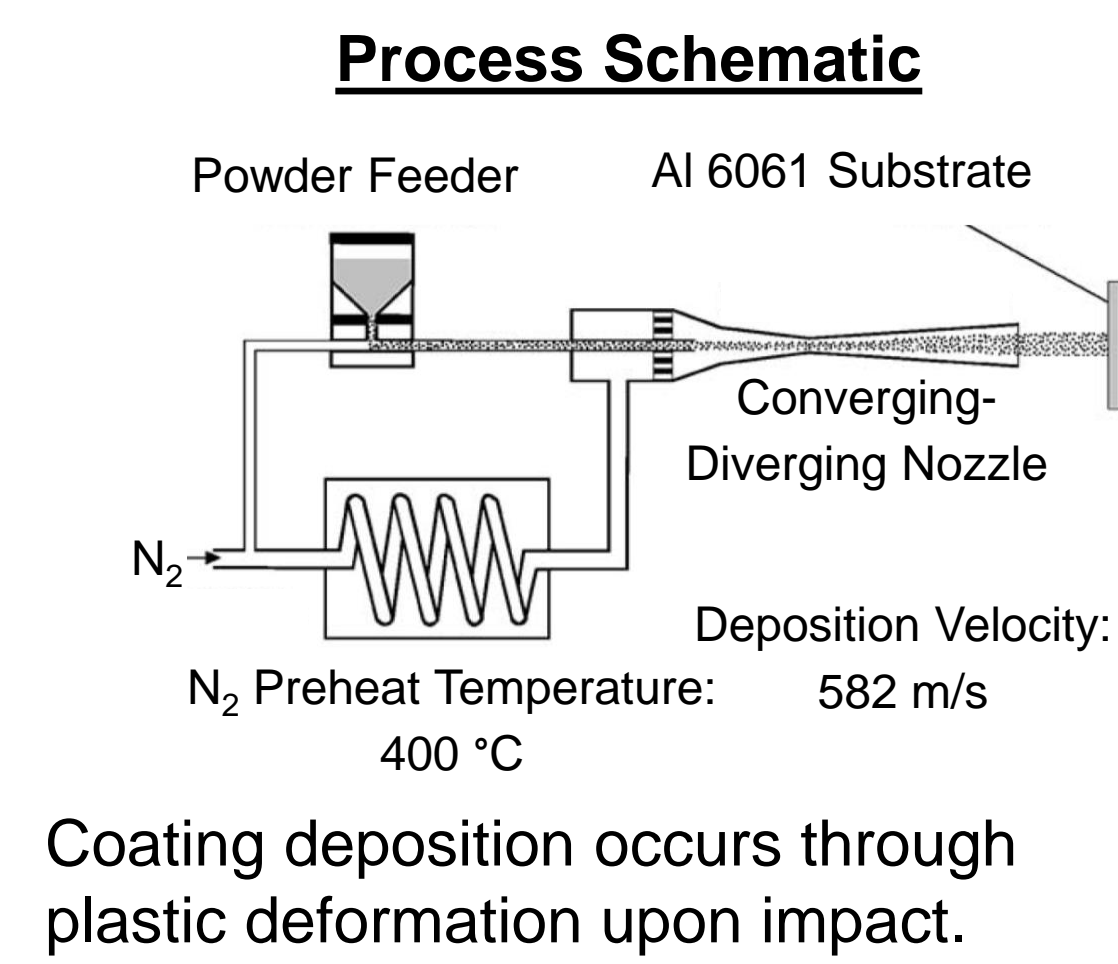 Process Schematic
Powder Feeder
Al 6061 Substrate
Converging-
Diverging Nozzle
N₂
Deposition Velocity:
582 m/s
N₂ Preheat Temperature:
400 °C
Coating deposition occurs through
plastic deformation upon impact.